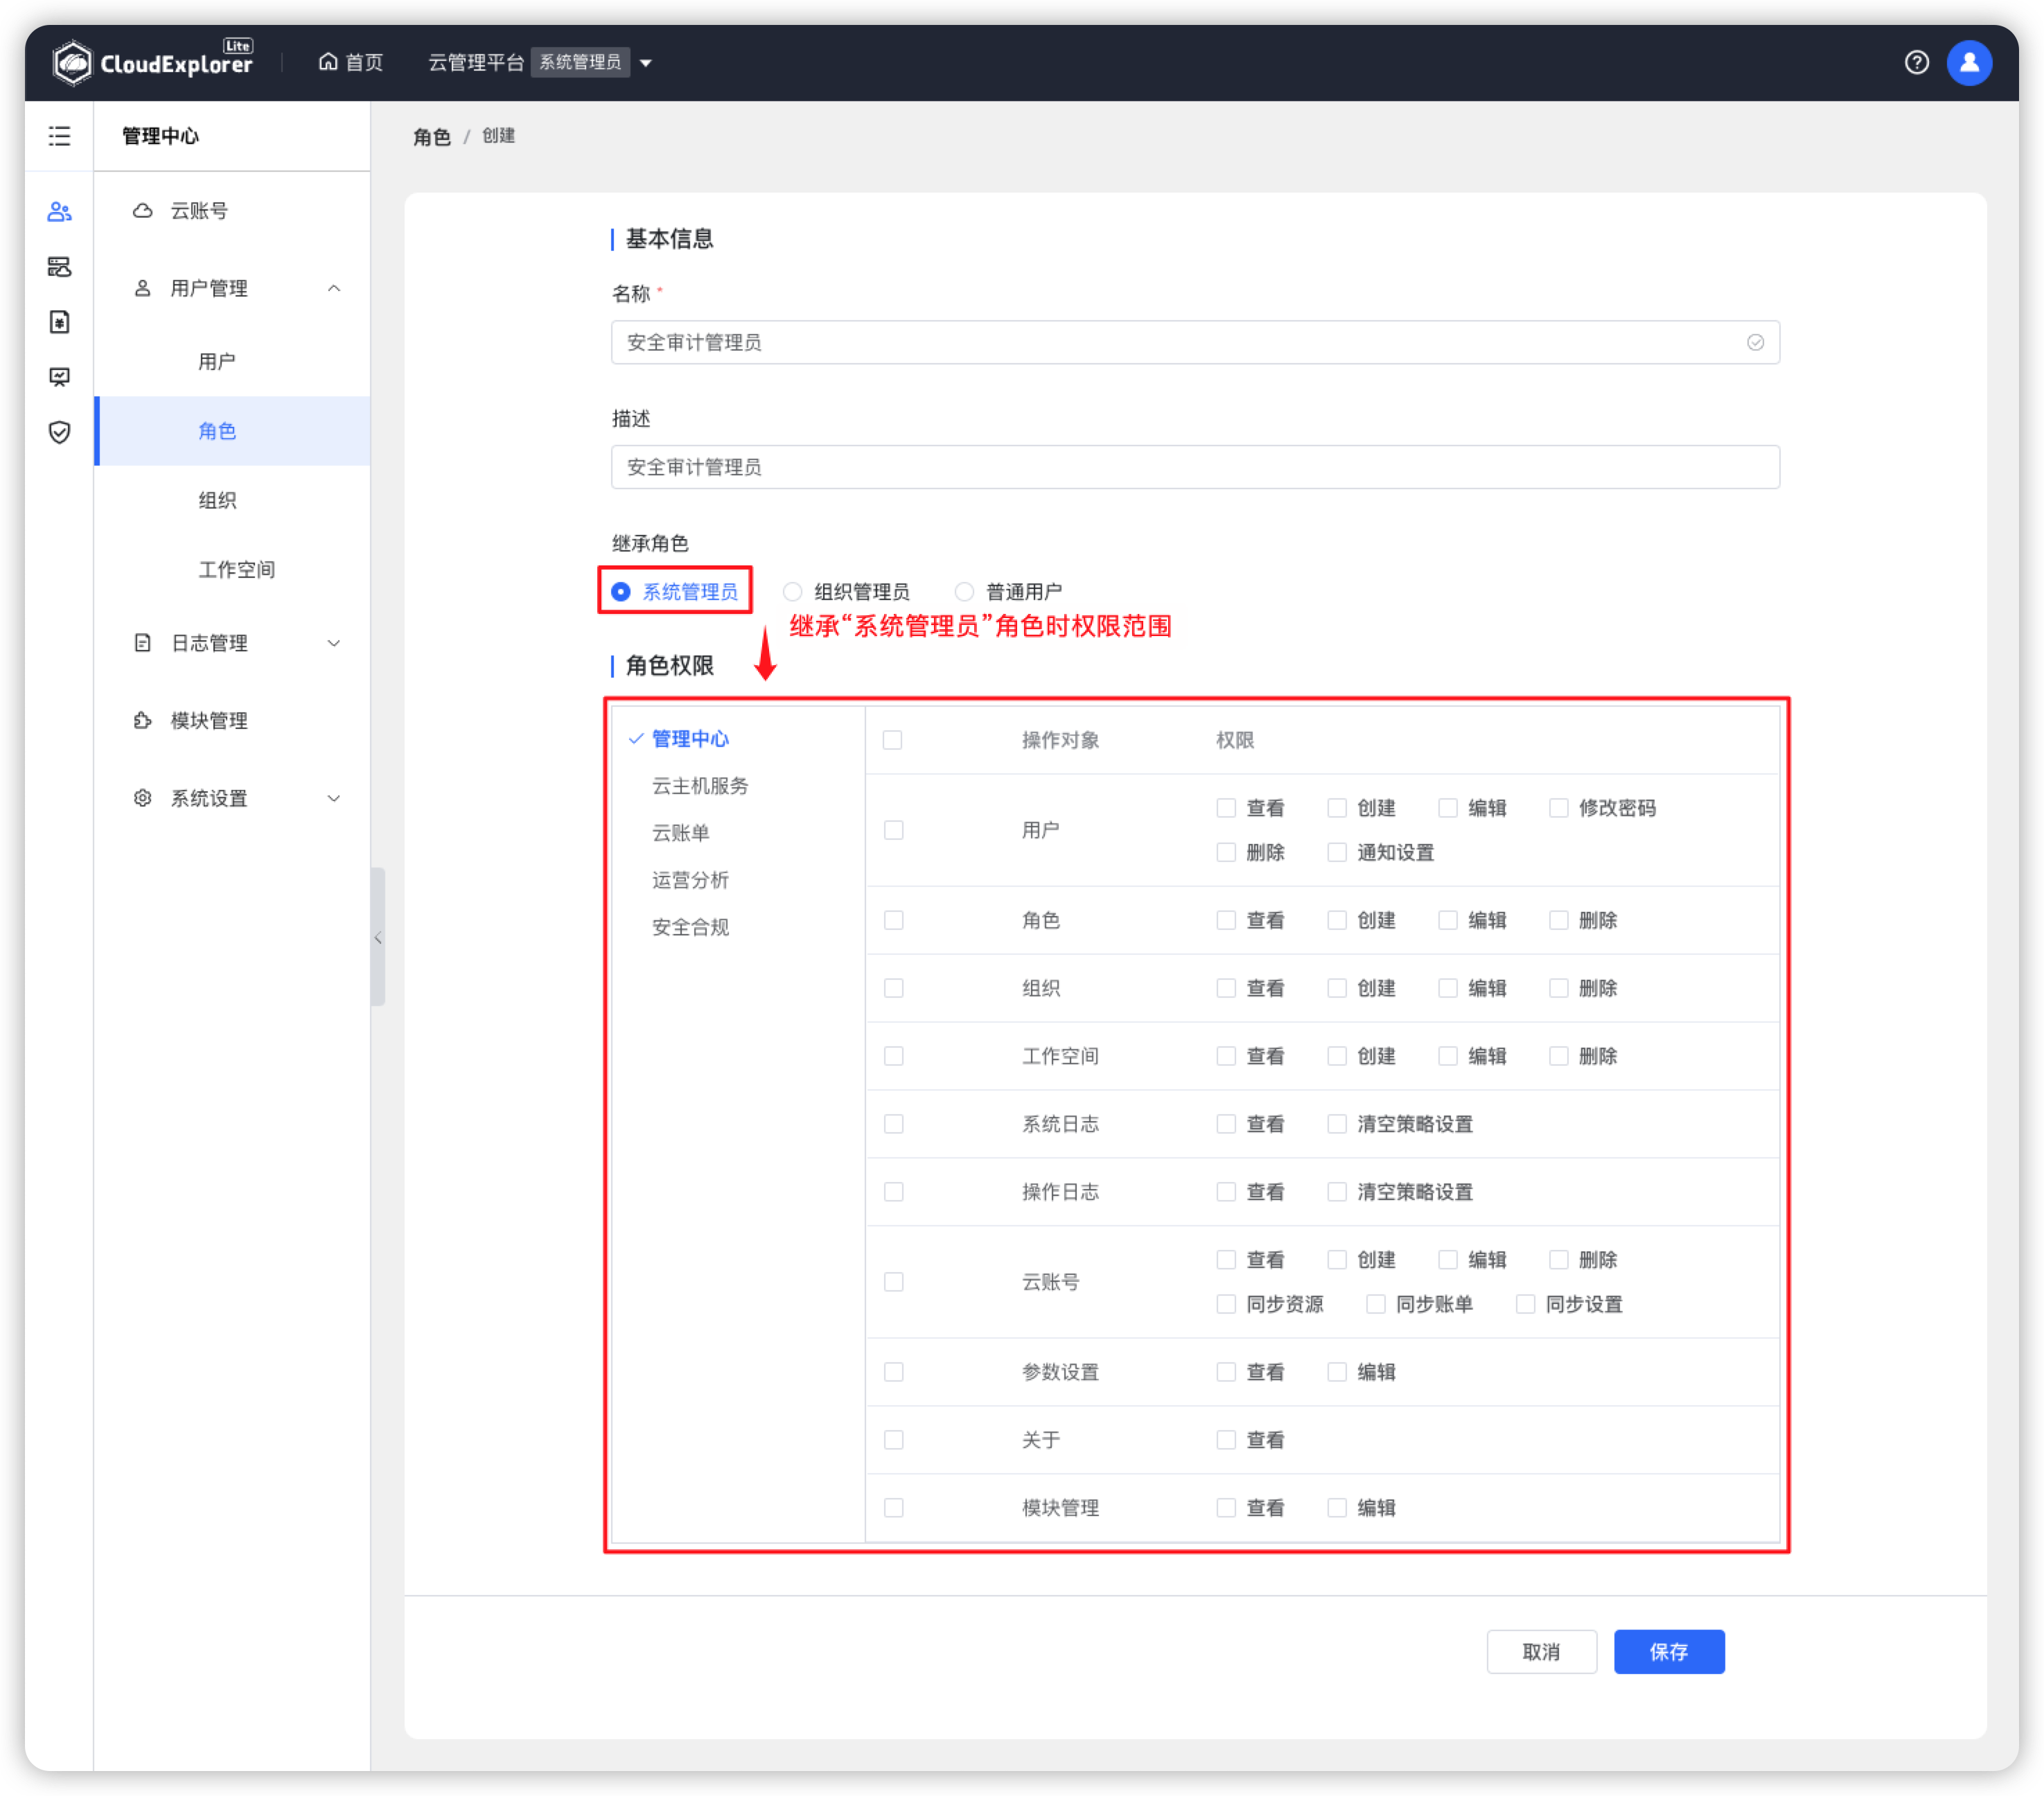 CloudExplorer Lite
首页
云管理平台 系统管理员
管理中心
云账号
用户管理
用户
角色
组织
工作空间
日志管理
模块管理
系统设置
角色 / 创建
基本信息
名称 *
安全审计管理员
描述
安全审计管理员
继承角色
系统管理员 组织管理员 普通用户
继承“系统管理员”角色时权限范围
角色权限
管理中心
云主机服务
云账单
运营分析
安全合规
操作对象 权限
用户 查看 创建 编辑 修改密码
删除 通知设置
角色 查看 创建 编辑 删除
组织 查看 创建 编辑 删除
工作空间 查看 创建 编辑 删除
系统日志 查看 清空策略设置
操作日志 查看 清空策略设置
云账号 查看 创建 编辑 删除
同步资源 同步账单 同步设置
参数设置 查看 编辑
关于 查看
模块管理 查看 编辑
取消 保存